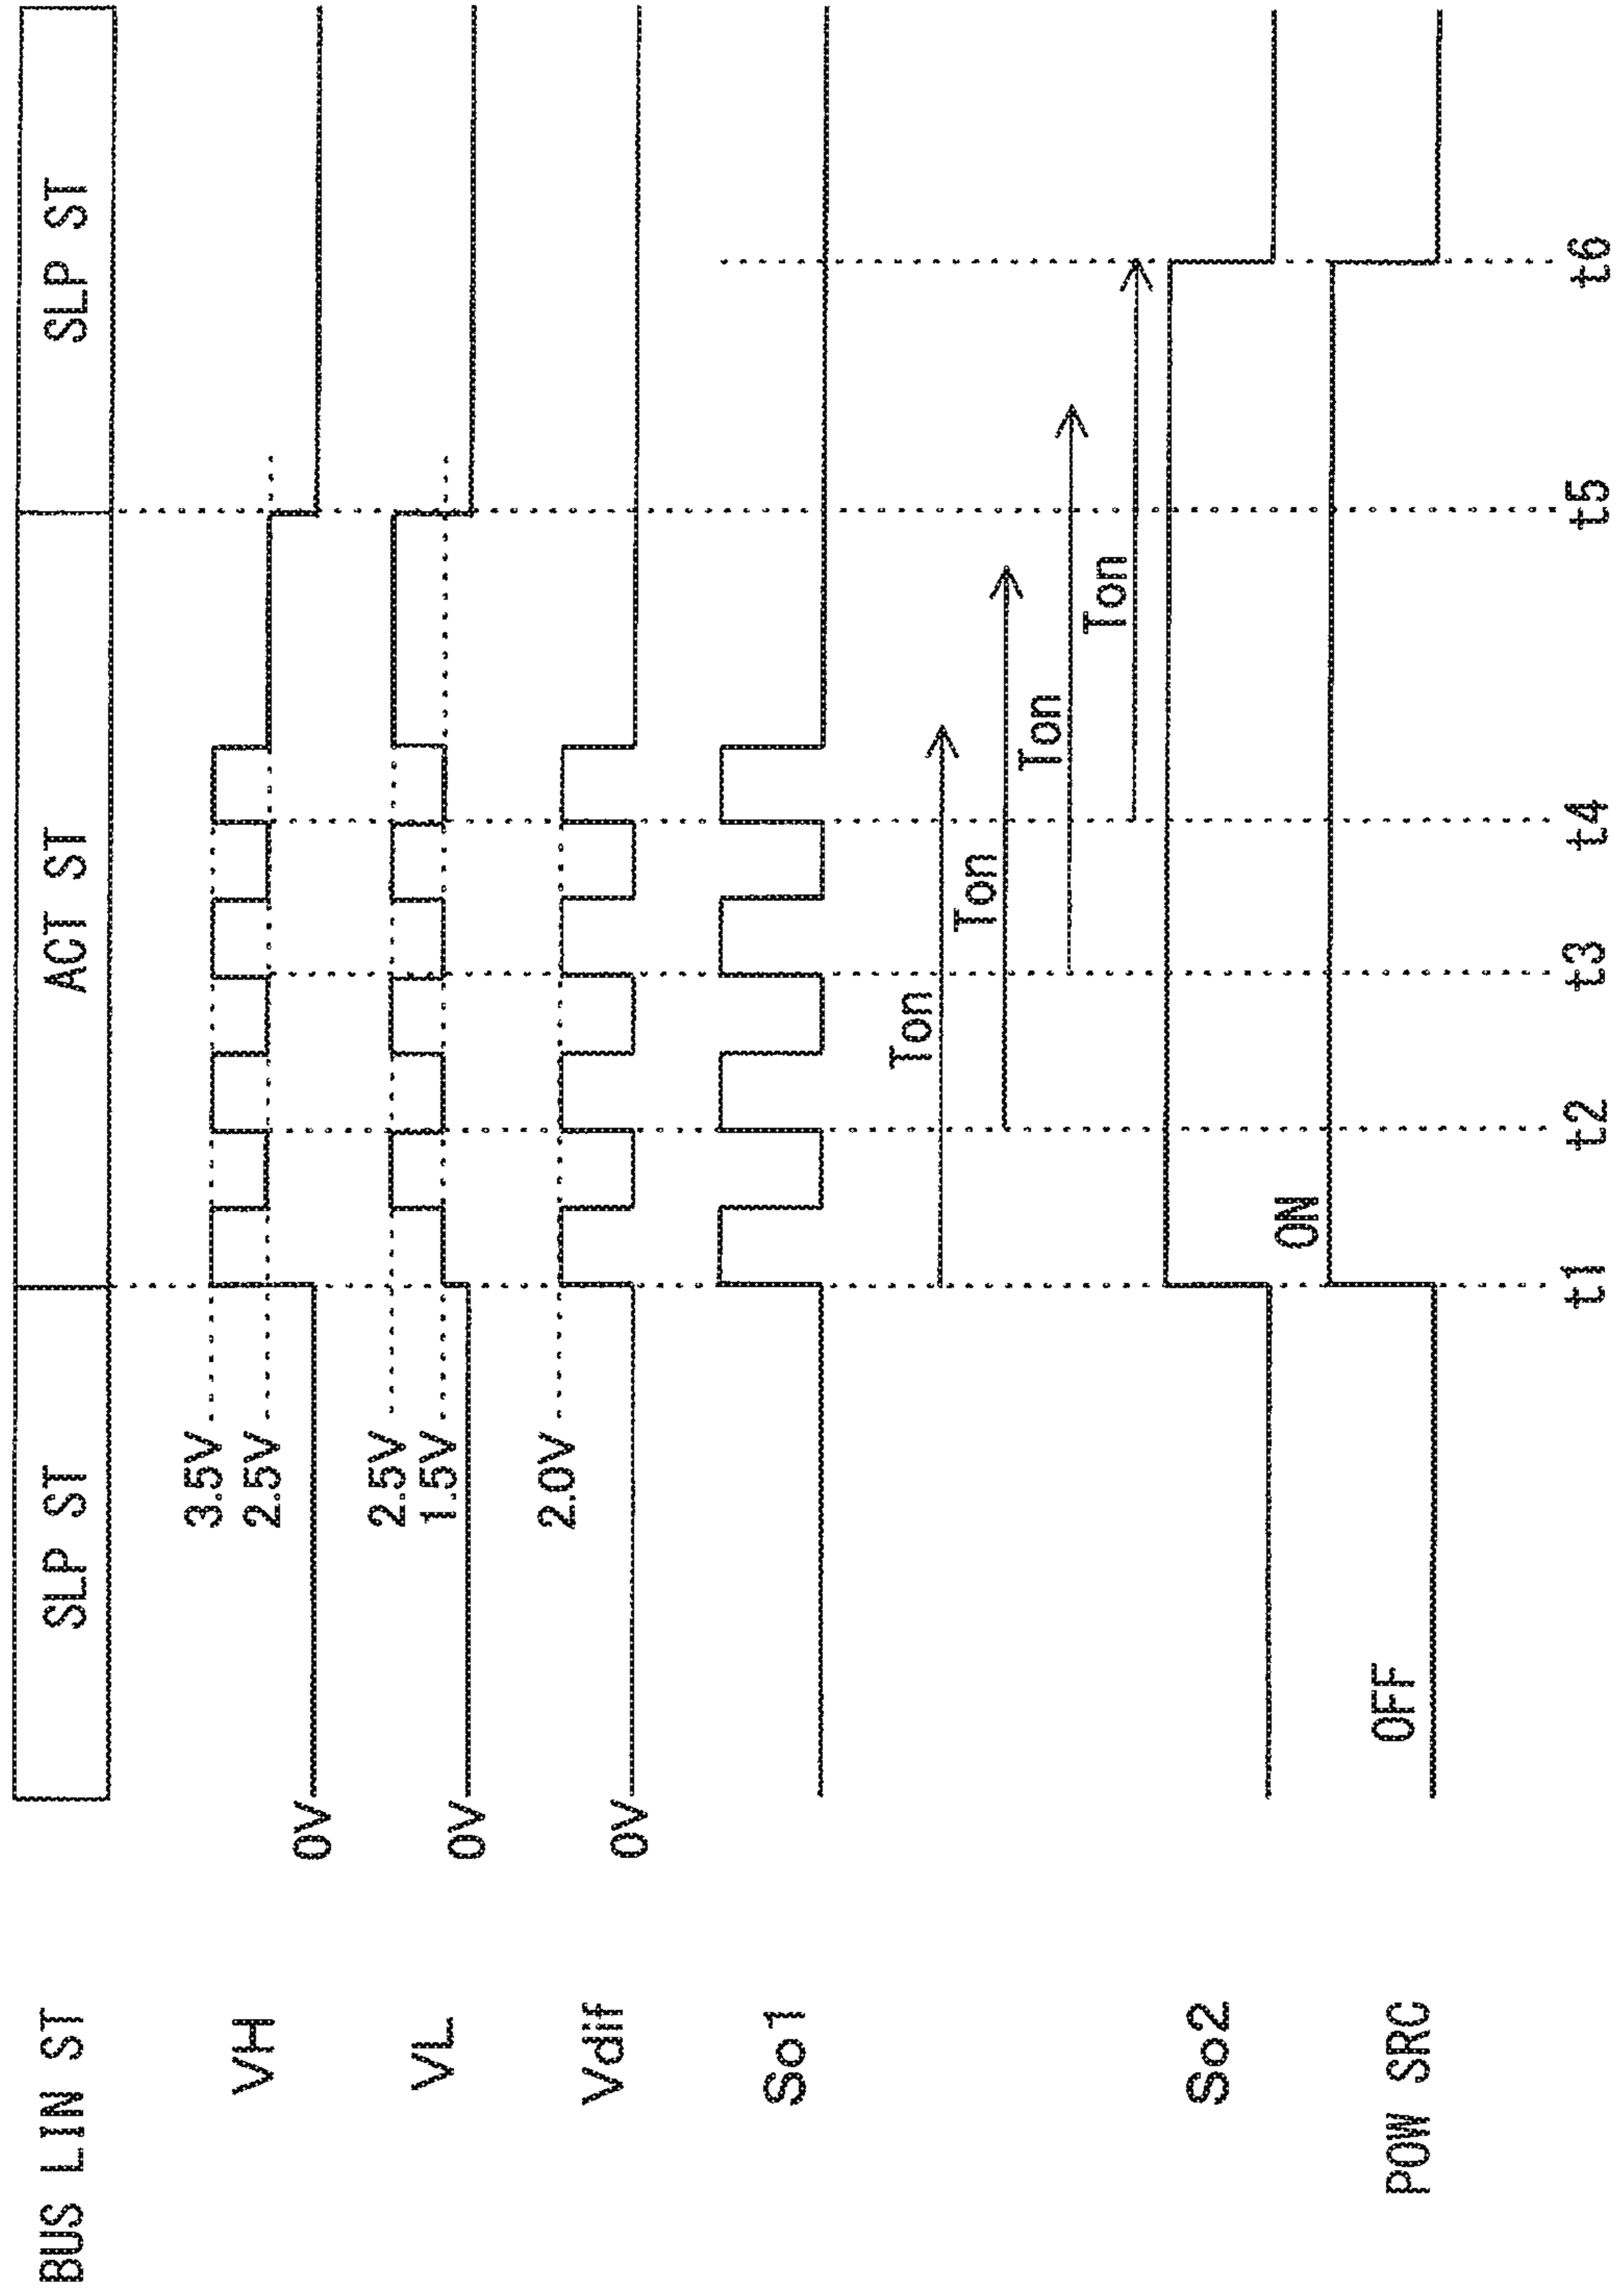 BUS LIN ST
SLP ST
ACT ST
SLP ST
VH
3.5V
2.5V
0V
VL
2.5V
1.5V
0V
Vdif
2.0V
0V
So1
Ton
Ton
Ton
Ton
So2
POW SRC
OFF
ON
t1
t2
t3
t4
t5
t6